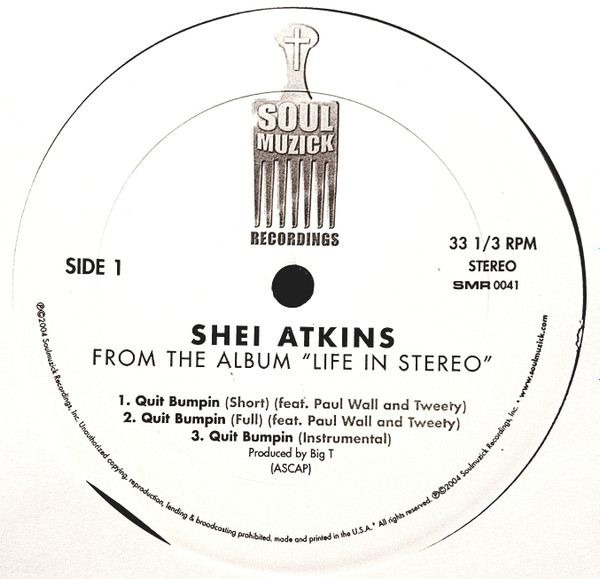 SOUL
MUZICK
RECORDINGS
SIDE 1
33 1/3 RPM
STEREO
SMR 0041
SHEI ATKINS
FROM THE ALBUM "LIFE IN STEREO"
1. Quit Bumpin (Short) (feat. Paul Wall and Tweety)
2. Quit Bumpin (Full) (feat. Paul Wall and Tweety)
3. Quit Bumpin (Instrumental)
Produced by Big T
(ASCAP)
℗©2004 Soulmuzick Recordings, Inc. Unauthorized copying, reproduction, lending & broadcasting prohibited. made and printed in the U.S.A. All rights reserved. ℗©2004 Soulmuzick Recordings, Inc. • www.soulmuzick.com